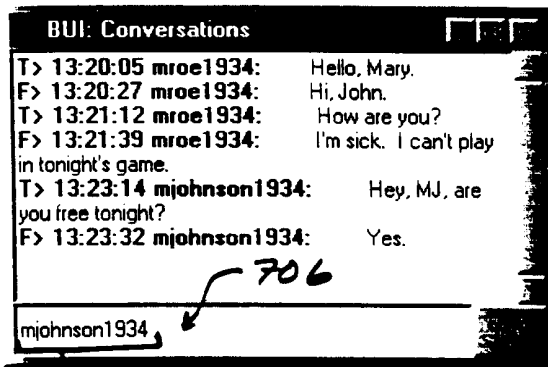 BUI: Conversations
T> 13:20:05 mroe1934: Hello, Mary.
F> 13:20:27 mroe1934: Hi, John.
T> 13:21:12 mroe1934: How are you?
F> 13:21:39 mroe1934: I'm sick. I can't play
in tonight's game.
T> 13:23:14 mjohnson1934: Hey, MJ, are
you free tonight?
F> 13:23:32 mjohnson1934: Yes.
706
mjohnson1934